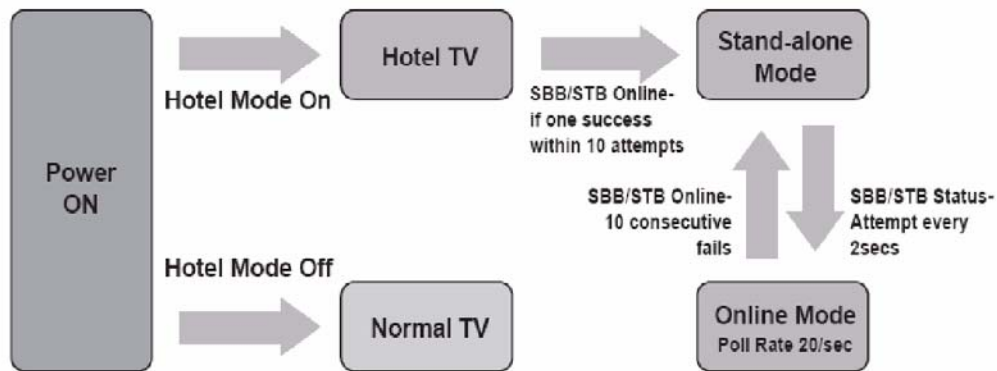 Power
ON
Hotel Mode On
Hotel TV
SBB/STB Online-
if one success
within 10 attempts
Stand-alone
Mode
SBB/STB Online-
10 consecutive
fails
SBB/STB Status-
Attempt every
2secs
Hotel Mode Off
Normal TV
Online Mode
Poll Rate 20/sec